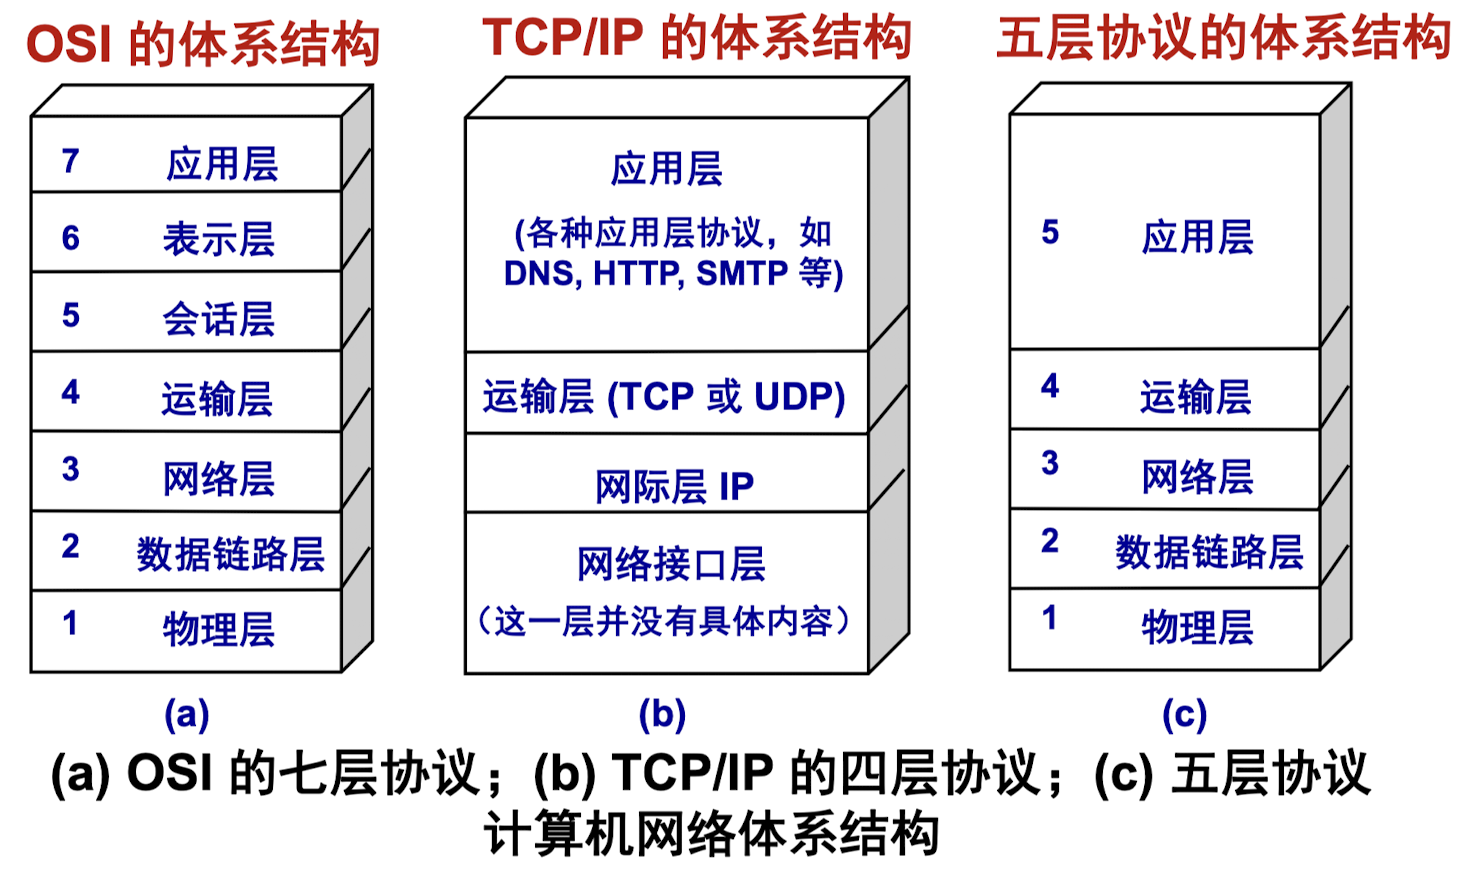 OSI 的体系结构
7 应用层
6 表示层
5 会话层
4 运输层
3 网络层
2 数据链路层
1 物理层
(a)
TCP/IP 的体系结构
应用层
(各种应用层协议，如
DNS, HTTP, SMTP 等)
运输层 (TCP 或 UDP)
网际层 IP
网络接口层
（这一层并没有具体内容）
(b)
五层协议的体系结构
5 应用层
4 运输层
3 网络层
2 数据链路层
1 物理层
(c)
(a) OSI 的七层协议；(b) TCP/IP 的四层协议；(c) 五层协议
计算机网络体系结构